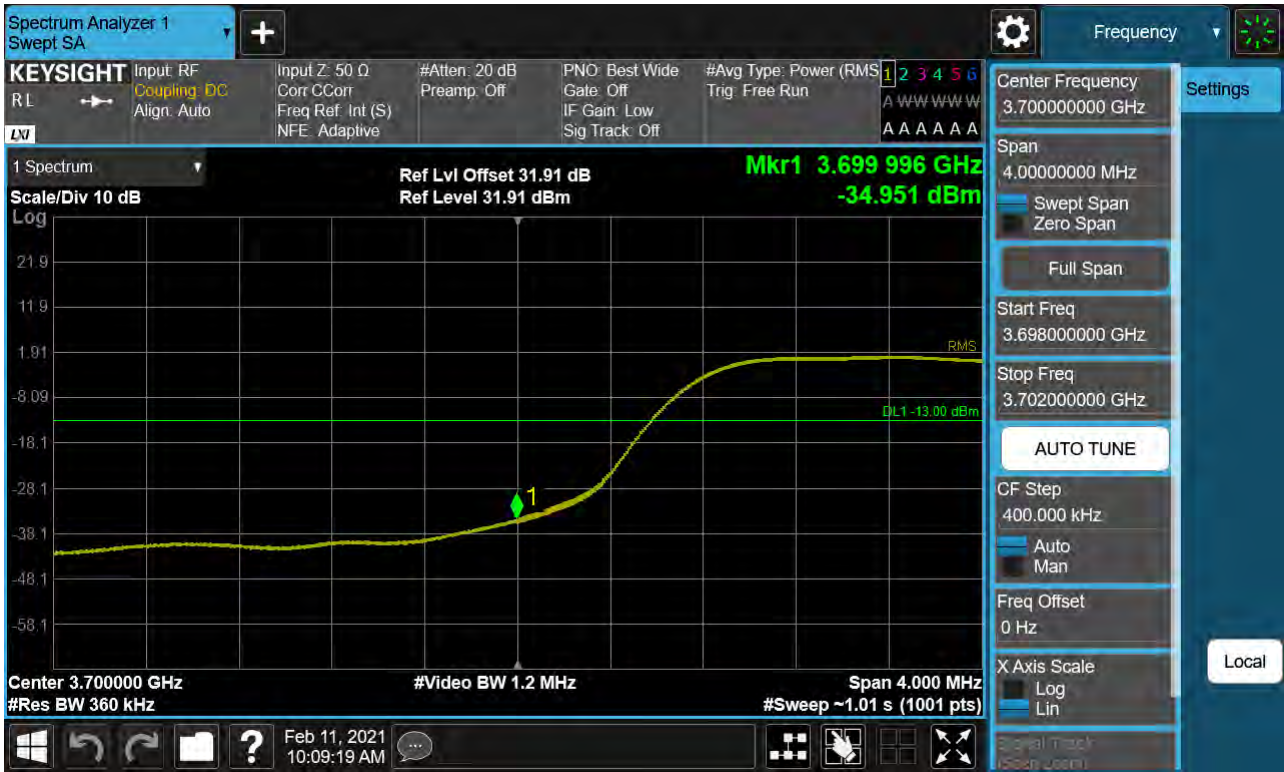 Spectrum Analyzer 1
Swept SA
Frequency
KEYSIGHT
RL
LXI
Input: RF
Coupling: DC
Align: Auto
Input Z: 50 Ω
Corr CCorr
Freq Ref: Int (S)
NFE: Adaptive
#Atten: 20 dB
Preamp: Off
PNO: Best Wide
Gate: Off
IF Gain: Low
Sig Track: Off
#Avg Type: Power (RMS
Trig: Free Run
1 2 3 4 5 6
A W W W W W
A A A A A A
1 Spectrum
Scale/Div 10 dB
Log
Ref Lvl Offset 31.91 dB
Ref Level 31.91 dBm
Mkr1 3.699 996 GHz
-34.951 dBm
21.9
11.9
1.91
-8.09
-18.1
-28.1
-38.1
-48.1
-58.1
RMS
DL1 -13.00 dBm
1
Center 3.700000 GHz
#Res BW 360 kHz
#Video BW 1.2 MHz
Span 4.000 MHz
#Sweep ~1.01 s (1001 pts)
Center Frequency
3.700000000 GHz
Settings
Span
4.00000000 MHz
Swept Span
Zero Span
Full Span
Start Freq
3.698000000 GHz
Stop Freq
3.702000000 GHz
AUTO TUNE
CF Step
400.000 kHz
Auto
Man
Freq Offset
0 Hz
X Axis Scale
Log
Lin
Signal Track
(Span Zoom)
Local
?
Feb 11, 2021
10:09:19 AM